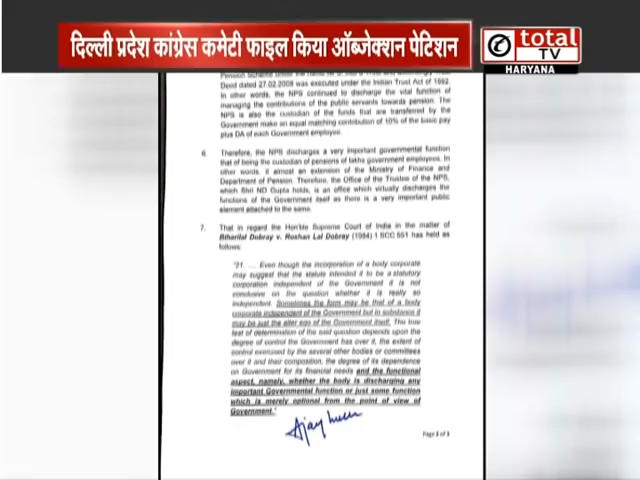 दिल्ली प्रदेश कांग्रेस कमेटी फाइल किया ऑब्जेक्शन पेटिशन
total
TV
HARYANA
Deed dated 27.02.2008 was executed under the Indian Trust Act of 1882.
In other words, the NPS continued to discharge the vital function of
managing the contributions of the public servants towards pension. The
NPS is also the custodian of the funds that are transferred by the
Government make an equal matching contribution of 10% of the basic pay
plus DA of each Government employee.
6. Therefore, the NPS discharges a very important governmental function
that of being the custodian of pensions of lakhs government employees. In
other words, it almost an extension of the Ministry of Finance and
Department of Pension. Therefore, the Office of the Trustee of the NPS,
which Shri ND Gupta holds, is an office which virtually discharges the
functions of the Government itself as there is a very important public
element attached to the same.
7. That in regard the Hon'ble Supreme Court of India in the matter of
Biharilal Dobray v. Roshan Lal Dobray (1984) 1 SCC 551 has held as
follows:
"21. ... Even though the incorporation of a body corporate
may suggest that the statute intended it to be a statutory
corporation independent of the Government it is not
conclusive on the question whether it is really so
independent. Sometimes the form may be that of a body
corporate independent of the Government but in substance it
may be just the alter ego of the Government itself. The true
test of determination of the said question depends upon the
degree of control the Government has over it, the extent of
control exercised by the several other bodies or committees
over it and their composition, the degree of its dependence
on Government for its financial needs and the functional
aspect, namely, whether the body is discharging any
important Governmental function or just some function
which is merely optional from the point of view of
Government."
Ajay
Page 3 of 5